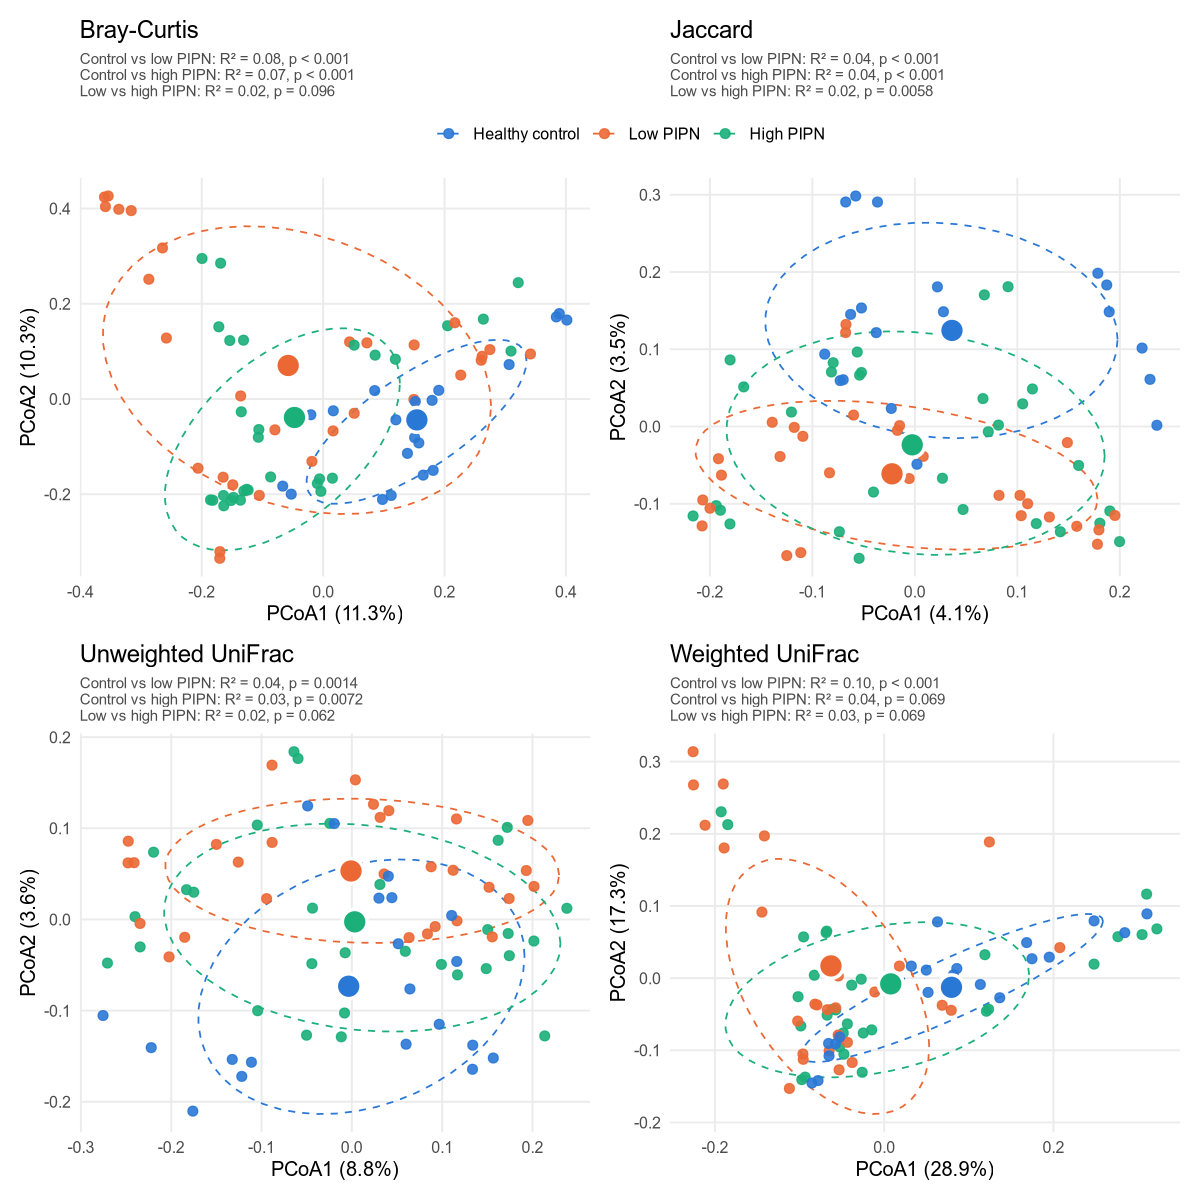 Bray-Curtis
Control vs low PIPN: R² = 0.08, p < 0.001
Control vs high PIPN: R² = 0.07, p < 0.001
Low vs high PIPN: R² = 0.02, p = 0.096
Jaccard
Control vs low PIPN: R² = 0.04, p < 0.001
Control vs high PIPN: R² = 0.04, p < 0.001
Low vs high PIPN: R² = 0.02, p = 0.0058
Healthy control Low PIPN High PIPN
PCoA2 (10.3%)
0.4
0.2
0.0
-0.2
-0.4 -0.2 0.0 0.2 0.4
PCoA1 (11.3%)
PCoA2 (3.5%)
0.3
0.2
0.1
0.0
-0.1
-0.2 -0.1 0.0 0.1 0.2
PCoA1 (4.1%)
Unweighted UniFrac
Control vs low PIPN: R² = 0.04, p = 0.0014
Control vs high PIPN: R² = 0.03, p = 0.0072
Low vs high PIPN: R² = 0.02, p = 0.062
PCoA2 (3.6%)
0.2
0.1
0.0
-0.1
-0.2
-0.3 -0.2 -0.1 0.0 0.1 0.2
PCoA1 (8.8%)
Weighted UniFrac
Control vs low PIPN: R² = 0.10, p < 0.001
Control vs high PIPN: R² = 0.04, p = 0.069
Low vs high PIPN: R² = 0.03, p = 0.069
PCoA2 (17.3%)
0.3
0.2
0.1
0.0
-0.1
-0.2
-0.2 0.0 0.2
PCoA1 (28.9%)